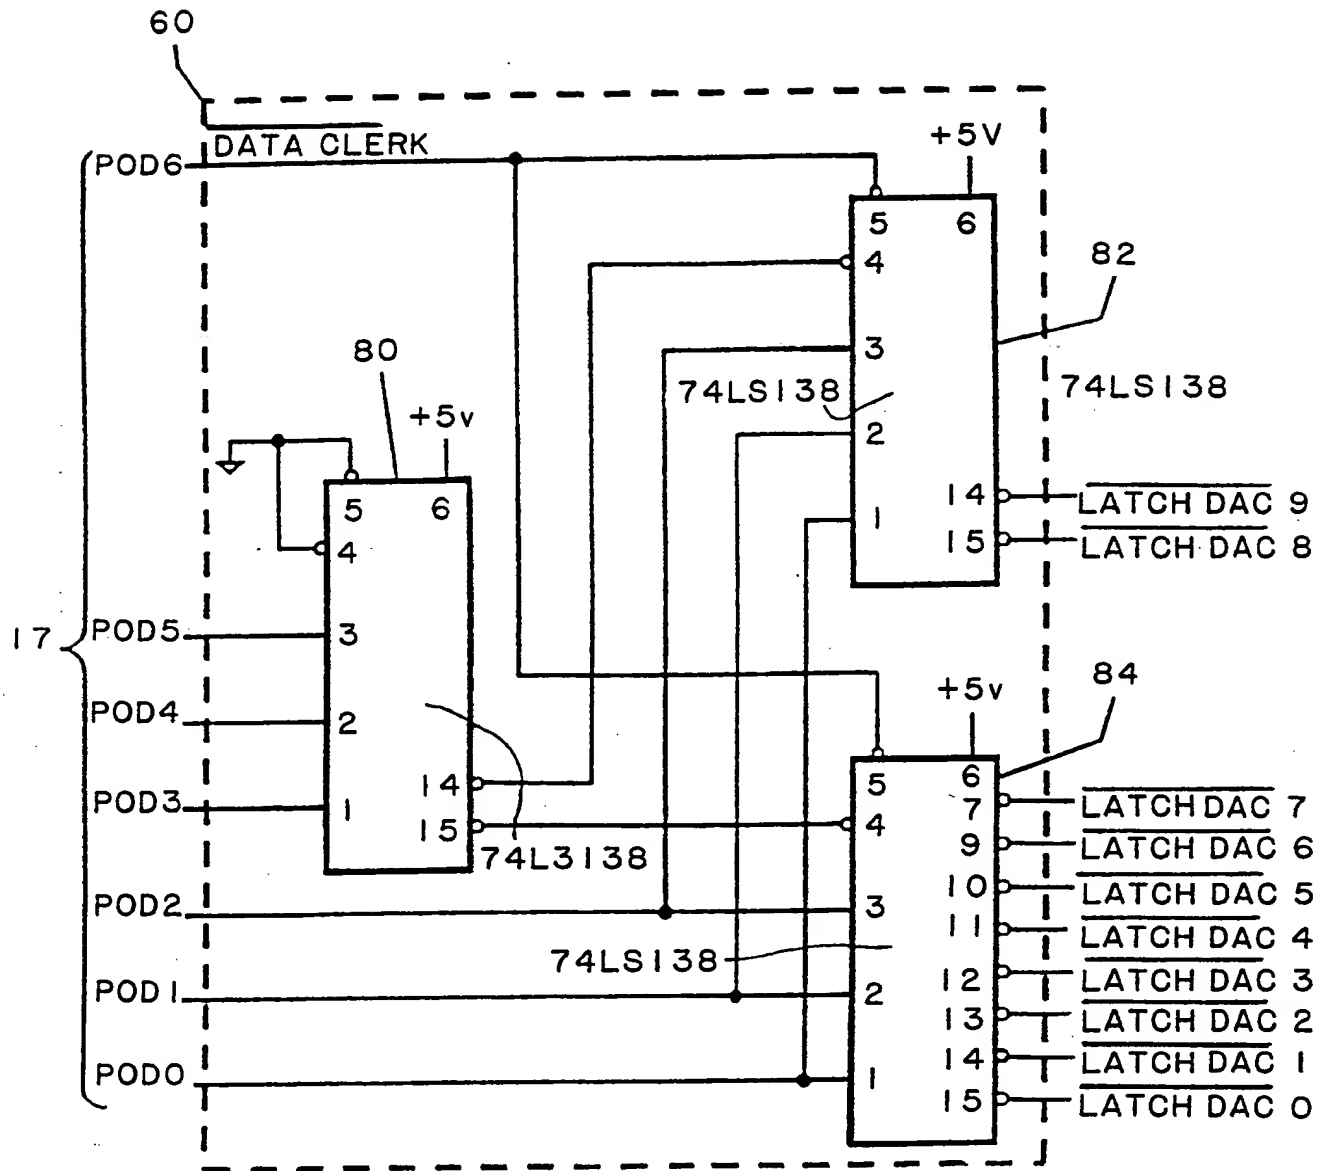 60
DATA CLERK
POD6
+5V
5 6
4
82
3
80
74LS138
74LS138
+5v
2
5 6
14 LATCH DAC 9
1
4
15 LATCH DAC 8
17
POD5
3
84
+5v
POD4
2
5 6
7 LATCH DAC 7
POD3
1
14
4
15
9 LATCH DAC 6
74L3138
10 LATCH DAC 5
POD2
3
11 LATCH DAC 4
74LS138
12 LATCH DAC 3
POD1
2
13 LATCH DAC 2
14 LATCH DAC 1
POD0
1
15 LATCH DAC 0